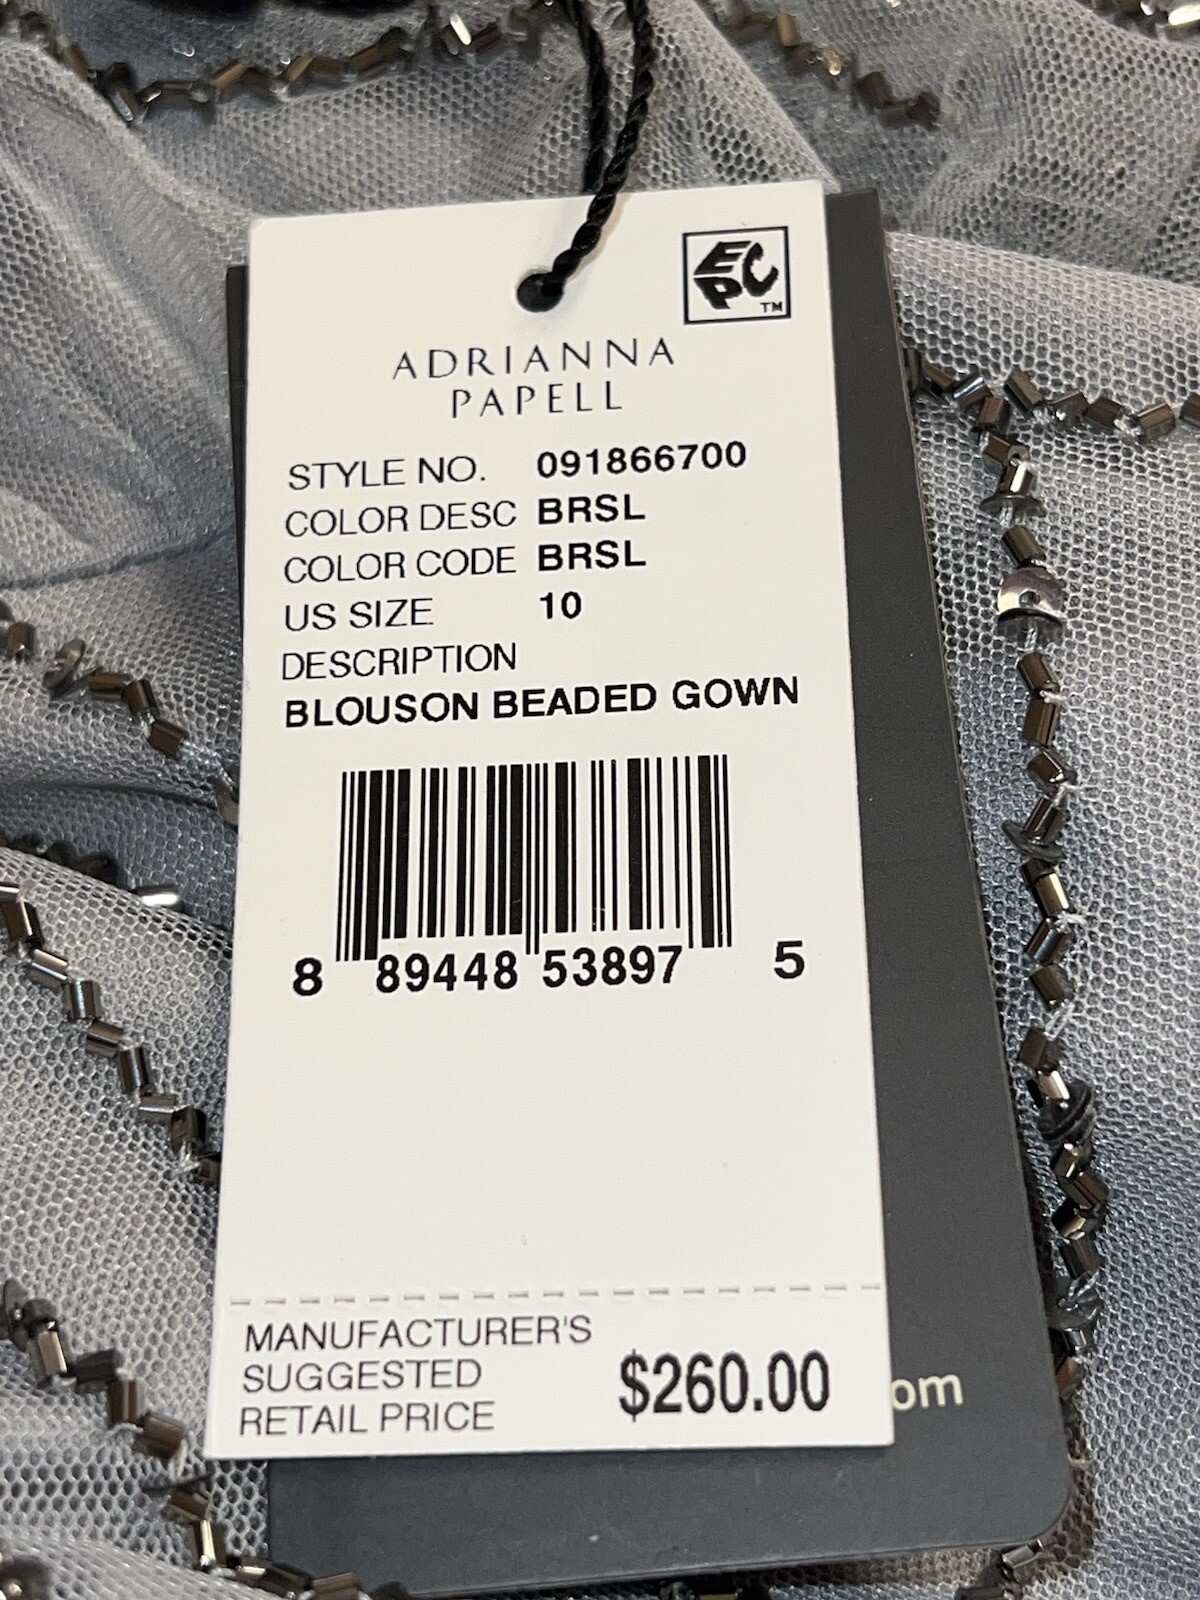 EPC
TM
ADRIANNA
PAPELL
STYLE NO. 091866700
COLOR DESC BRSL
COLOR CODE BRSL
US SIZE 10
DESCRIPTION
BLOUSON BEADED GOWN
8 89448 53897 5
MANUFACTURER'S
SUGGESTED
RETAIL PRICE
$260.00
om